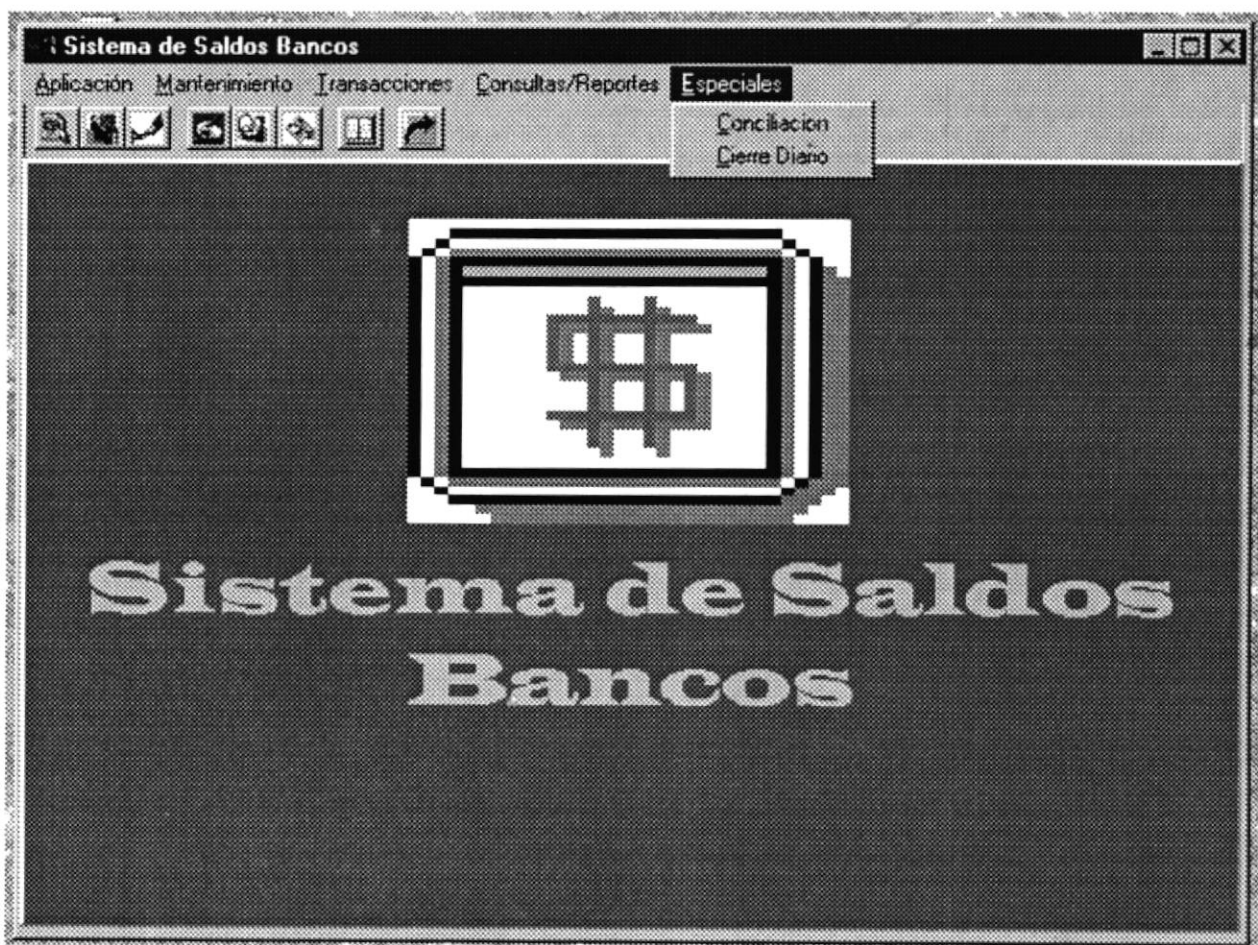 Sistema de Saldos Bancos
Aplicación Mantenimiento Transacciones Consultas/Reportes Especiales
Conciliacion
Cierre Diario
$
Sistema de Saldos
Bancos